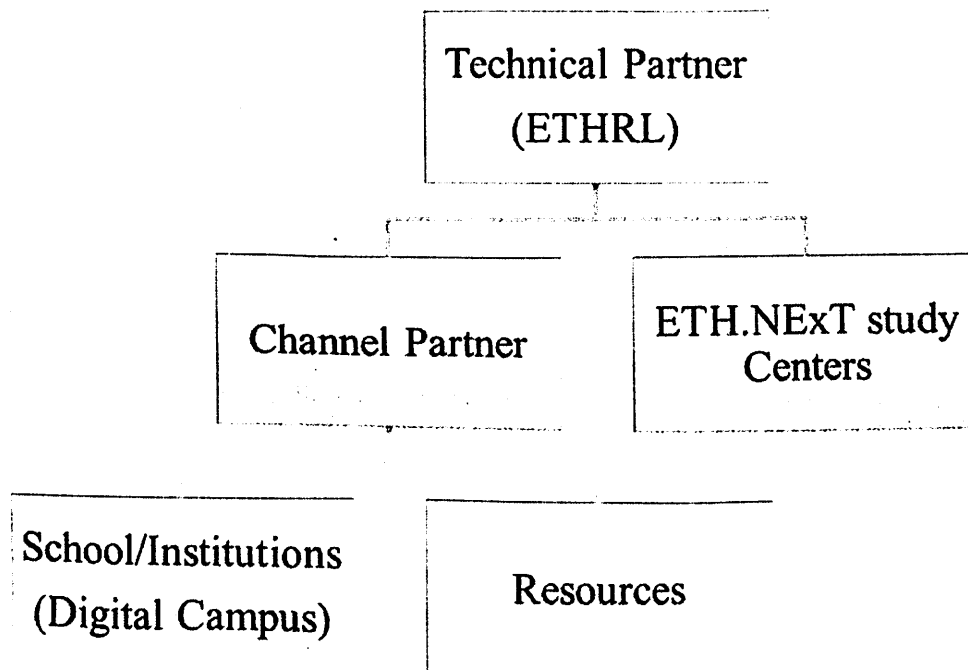 Technical Partner
(ETHRL)
Channel Partner
ETH.NExT study
Centers
School/Institutions
(Digital Campus)
Resources